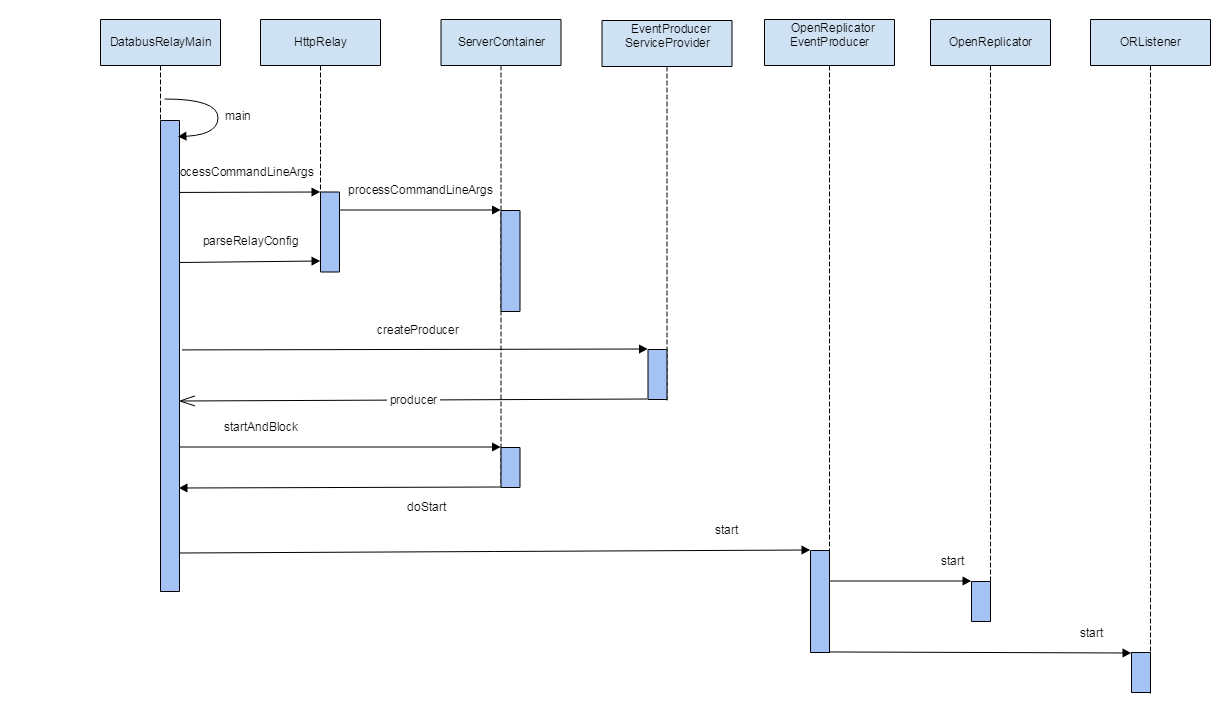 DatabusRelayMain
HttpRelay
ServerContainer
EventProducer
ServiceProvider
OpenReplicator
EventProducer
OpenReplicator
ORListener
main
ocessCommandLineArgs
processCommandLineArgs
parseRelayConfig
createProducer
producer
startAndBlock
doStart
start
start
start